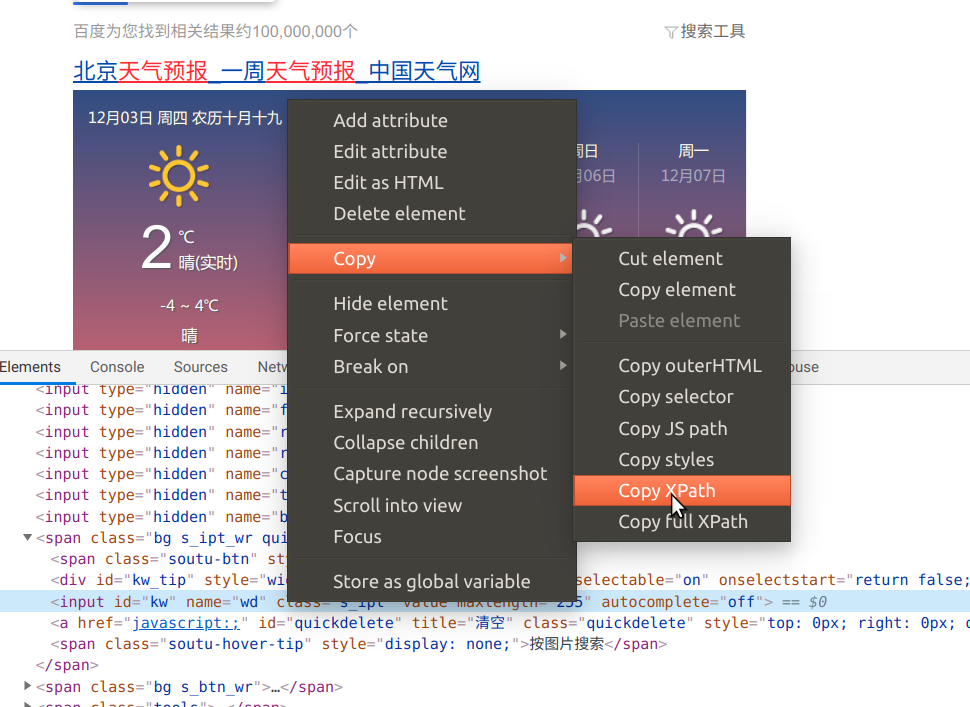 百度为您找到相关结果约100,000,000个
搜索工具
北京天气预报_一周天气预报_中国天气网
12月03日 周四 农历十月十九
2
℃
晴(实时)
-4 ~ 4℃
晴
周日
月06日
周一
12月07日
Add attribute
Edit attribute
Edit as HTML
Delete element
Copy
Hide element
Force state
Break on
Expand recursively
Collapse children
Capture node screenshot
Scroll into view
Focus
Store as global variable
Cut element
Copy element
Paste element
Copy outerHTML
Copy selector
Copy JS path
Copy styles
Copy XPath
Copy full XPath
Elements Console Sources Netw ouse
<input type="hidden" name="i
<input type="hidden" name="f
<input type="hidden" name="r
<input type="hidden" name="r
<input type="hidden" name="c
<input type="hidden" name="t
<input type="hidden" name="b
<span class="bg s_ipt_wr qui
<span class="soutu-btn" sty
<div id="kw_tip" style="wid selectable="on" onselectstart="return false;
<input id="kw" name="wd" class="s_ipt" value maxlength="255" autocomplete="off"> == $0
<a href="javascript:;" id="quickdelete" title="清空" class="quickdelete" style="top: 0px; right: 0px; d
<span class="soutu-hover-tip" style="display: none;">按图片搜索</span>
</span>
<span class="bg s_btn_wr">…</span>
<span class="tools">…</span>